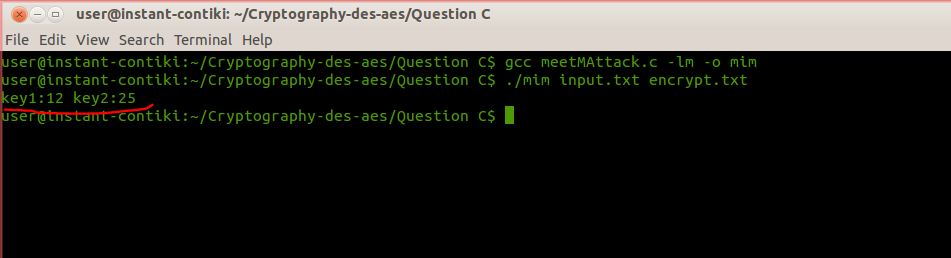 user@instant-contiki: ~/Cryptography-des-aes/Question C
File Edit View Search Terminal Help
user@instant-contiki:~/Cryptography-des-aes/Question C$ gcc meetMAttack.c -lm -o mim
user@instant-contiki:~/Cryptography-des-aes/Question C$ ./mim input.txt encrypt.txt
key1:12 key2:25
user@instant-contiki:~/Cryptography-des-aes/Question C$